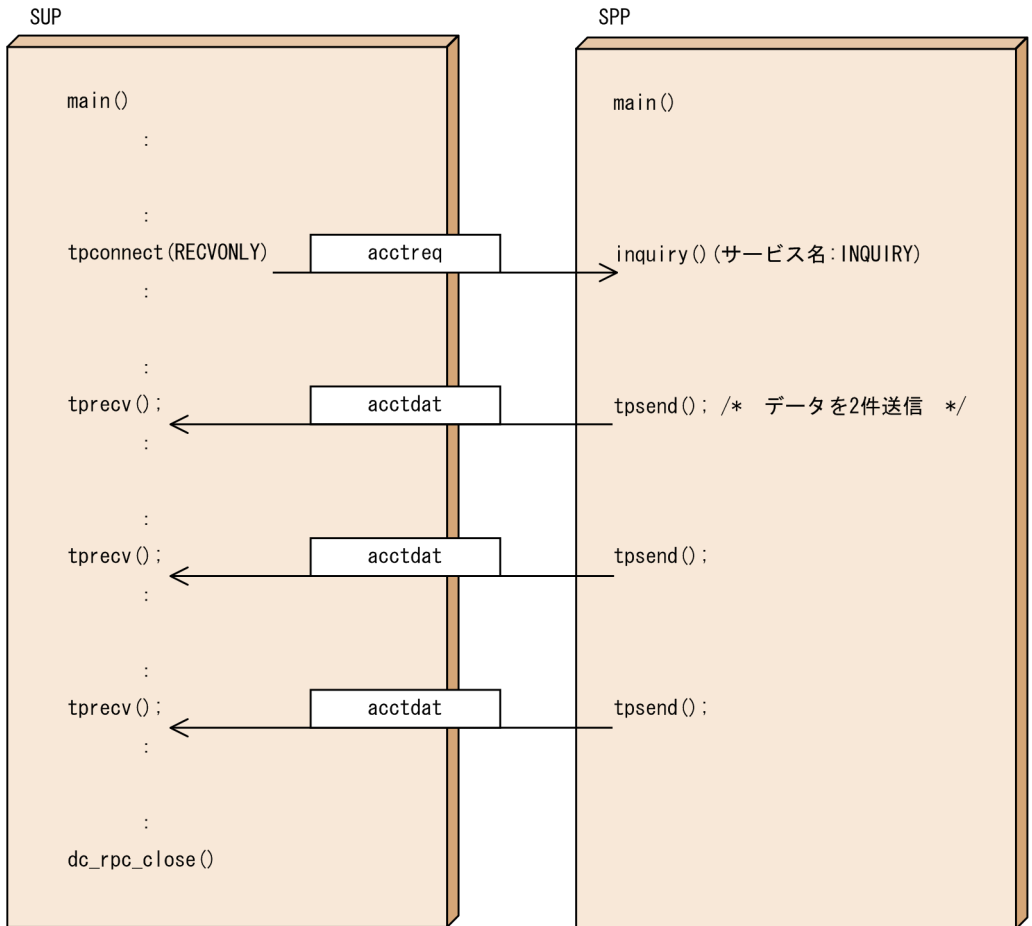 SUP
SPP
main()
main()
:
:
tpconnect(RECVONLY)
acctreq
inquiry()(サービス名:INQUIRY)
:
:
tprecv();
acctdat
tpsend(); /*　データを2件送信　*/
:
:
tprecv();
acctdat
tpsend();
:
:
tprecv();
acctdat
tpsend();
:
:
dc_rpc_close()